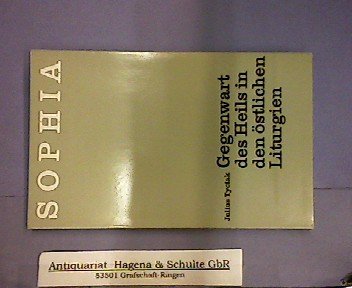 SOPHIA
Julius Tyciak
Gegenwart
des Heils in
den östlichen
Liturgien
Antiquariat Hagena & Schulte GbR
53501 Grafschaft-Ringen